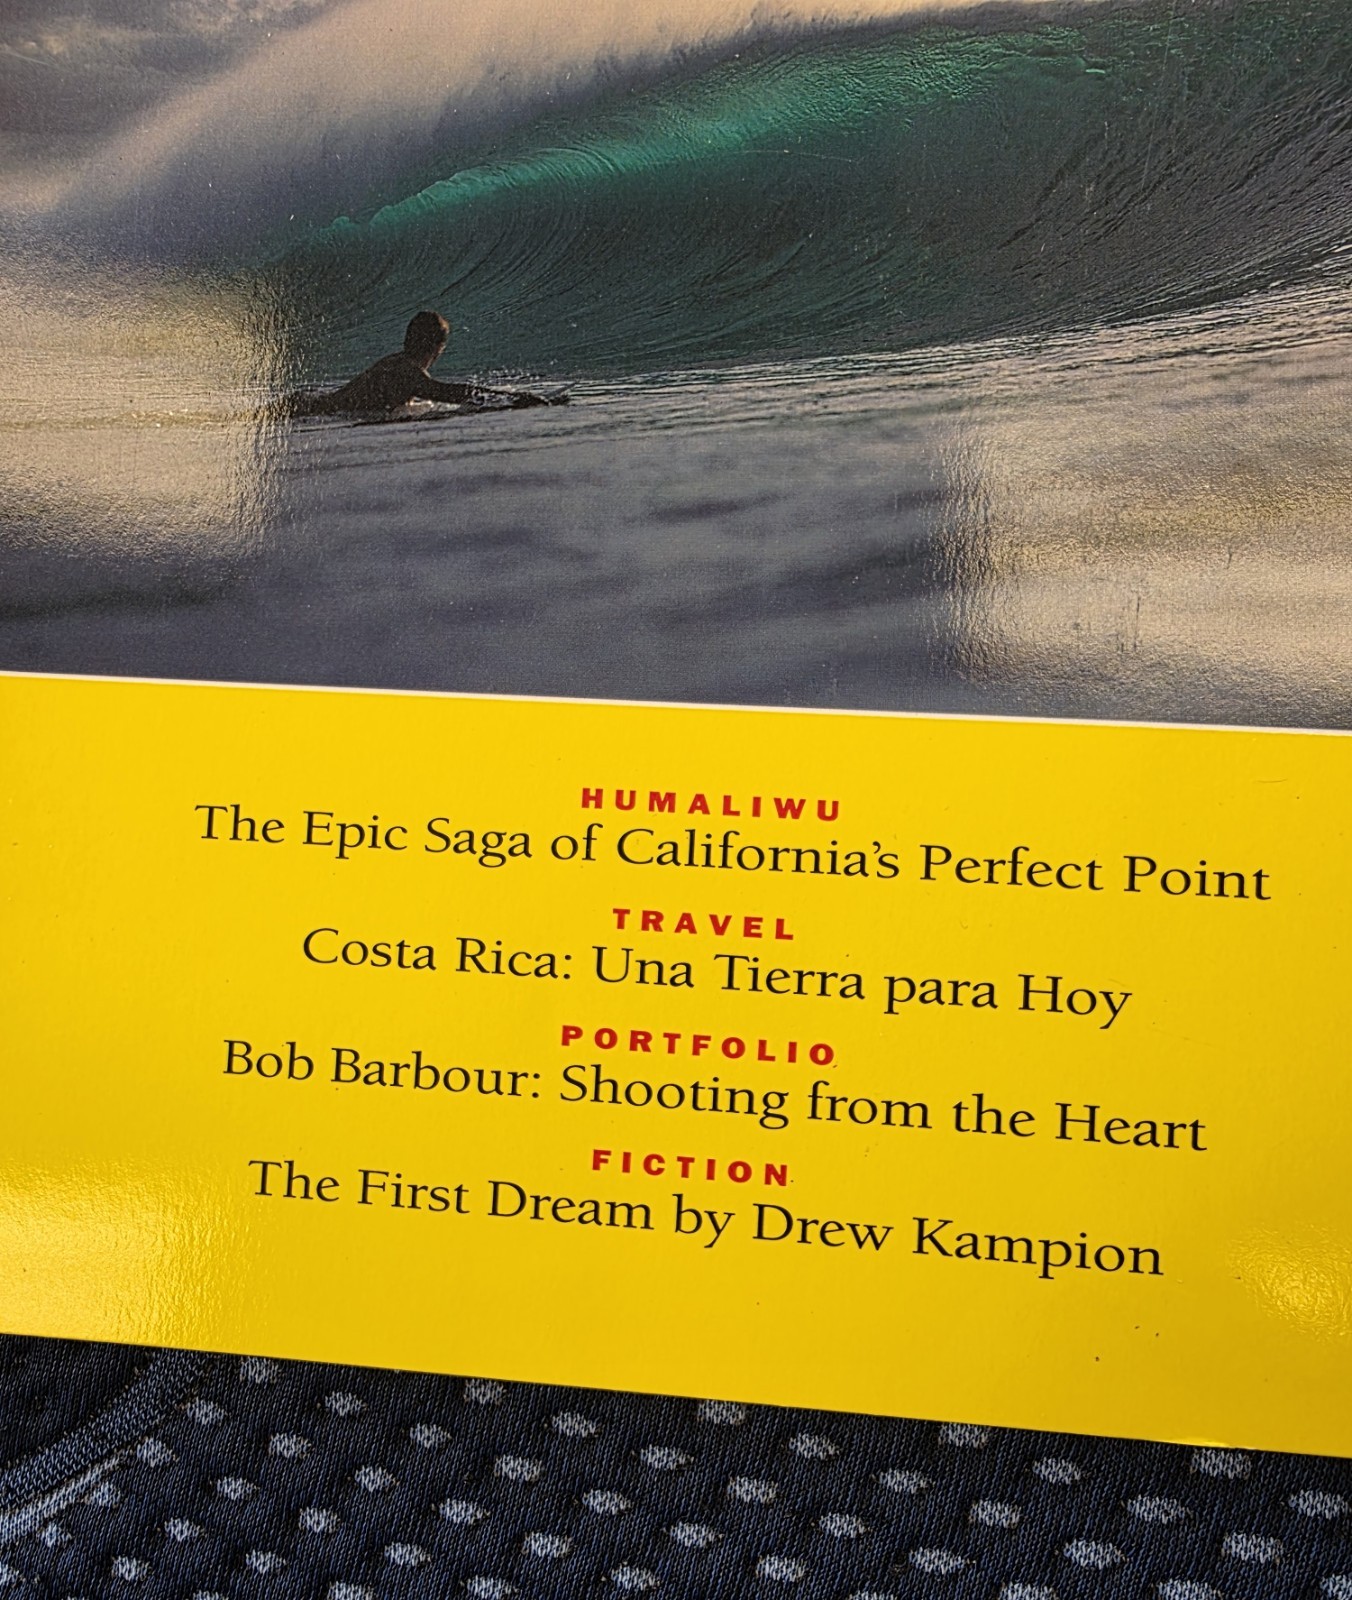 HUMALIWU
The Epic Saga of California’s Perfect Point
TRAVEL
Costa Rica: Una Tierra para Hoy
PORTFOLIO
Bob Barbour: Shooting from the Heart
FICTION
The First Dream by Drew Kampion